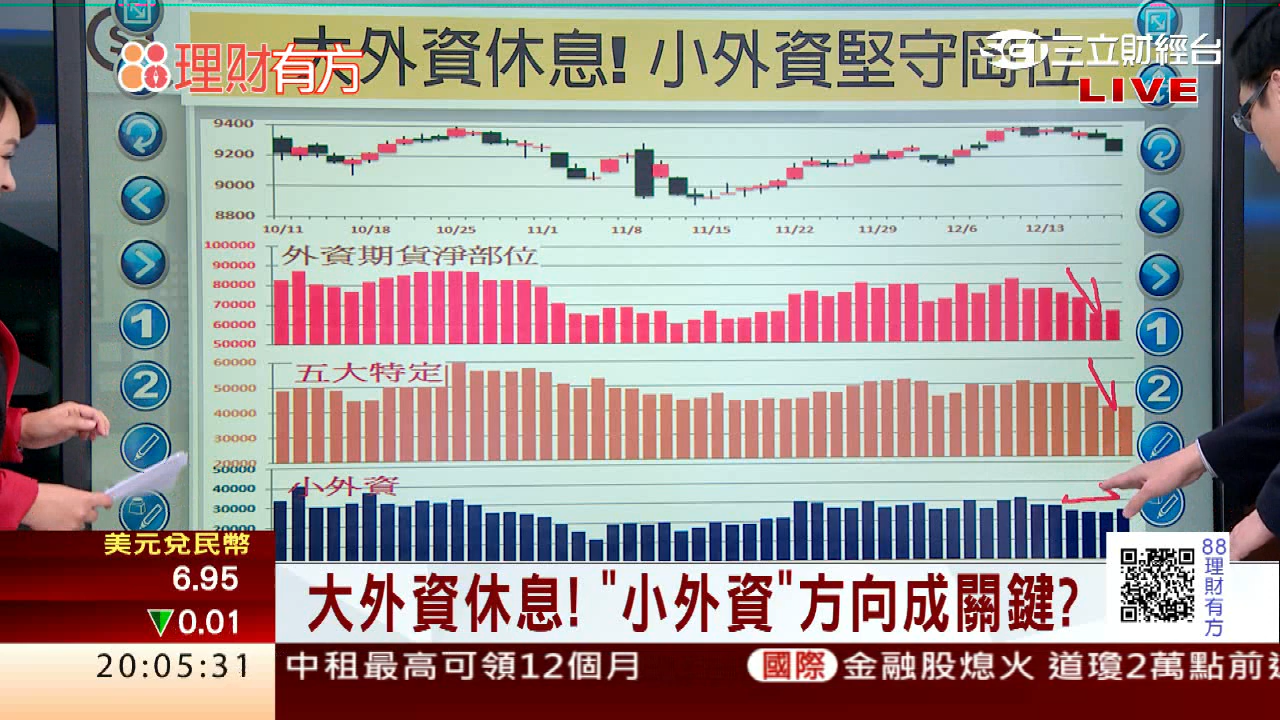 大外資休息! 小外資堅守崗位
理財有方
三立財經台
LIVE
9400
9200
9000
8800
10/11 10/18 10/25 11/1 11/8 11/15 11/22 11/29 12/6 12/13
外資期貨淨部位
100000
90000
80000
70000
60000
50000
五大特定
60000
50000
40000
30000
20000
小外資
50000
40000
30000
20000
1
2
1
2
美元兌民幣
6.95
▼0.01
20:05:31
大外資休息! "小外資"方向成關鍵?
88理財有方
中租最高可領12個月
國際 金融股熄火 道瓊2萬點前